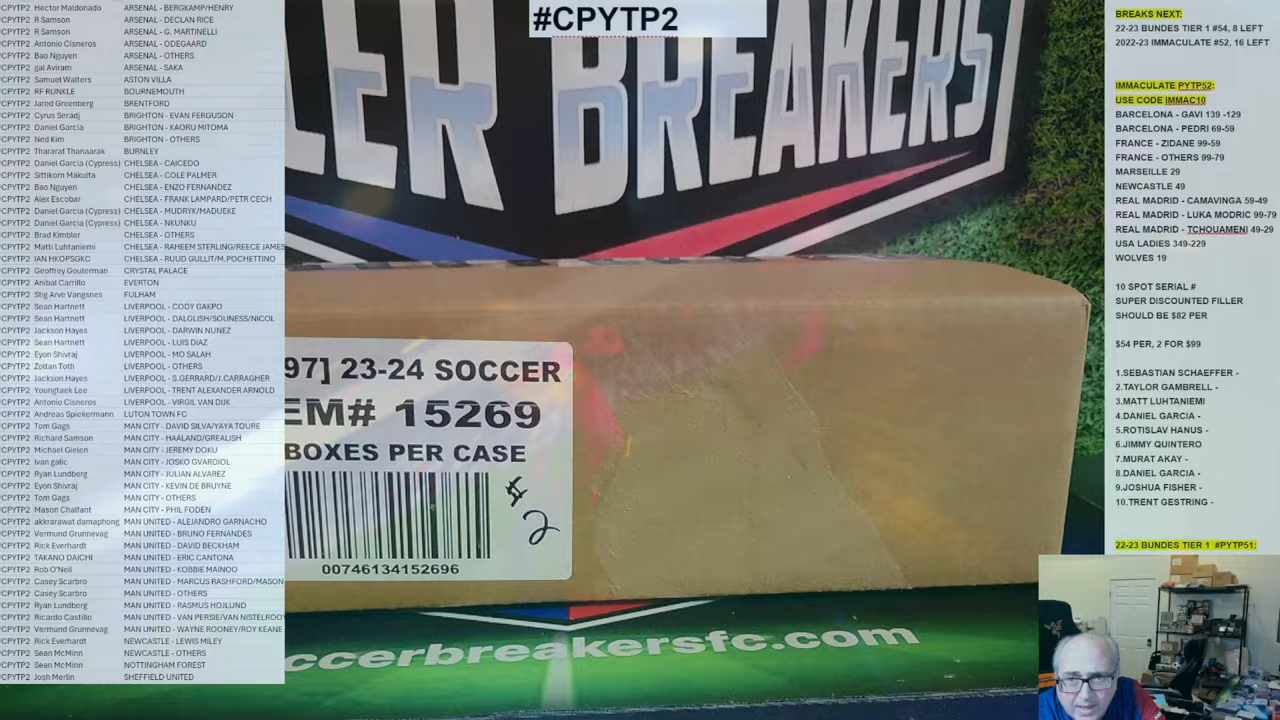 #CPYTP2
CPYTP2 Hector Maldonado ARSENAL - BERGKAMP/HENRY
CPYTP2 R Samson ARSENAL - DECLAN RICE
CPYTP2 R Samson ARSENAL - G. MARTINELLI
CPYTP2 Antonio Cisneros ARSENAL - ODEGAARD
CPYTP2 Bao Nguyen ARSENAL - OTHERS
CPYTP2 gal Aviram ARSENAL - SAKA
CPYTP2 Samuel Walters ASTON VILLA
CPYTP2 RF RUNKLE BOURNEMOUTH
CPYTP2 Jared Greenberg BRENTFORD
CPYTP2 Cyrus Seradj BRIGHTON - EVAN FERGUSON
CPYTP2 Daniel Garcia BRIGHTON - KAORU MITOMA
CPYTP2 Ned Kim BRIGHTON - OTHERS
CPYTP2 Thararat Thanaarak BURNLEY
CPYTP2 Daniel Garcia (Cypress) CHELSEA - CAICEDO
CPYTP2 Sittikorn Makulta CHELSEA - COLE PALMER
CPYTP2 Bao Nguyen CHELSEA - ENZO FERNANDEZ
CPYTP2 Alex Escobar CHELSEA - FRANK LAMPARD/PETR CECH
CPYTP2 Daniel Garcia (Cypress) CHELSEA - MUDRYK/MADUEKE
CPYTP2 Daniel Garcia (Cypress) CHELSEA - NKUNKU
CPYTP2 Brad Kimbler CHELSEA - OTHERS
CPYTP2 Matti Luhtaniemi CHELSEA - RAHEEM STERLING/REECE JAMES
CPYTP2 IAN HKOPSGKC CHELSEA - RUUD GULLIT/M.POCHETTINO
CPYTP2 Geoffrey Gouterman CRYSTAL PALACE
CPYTP2 Anibal Carrillo EVERTON
CPYTP2 Stig Arve Vangsnes FULHAM
CPYTP2 Sean Hartnett LIVERPOOL - CODY GAKPO
CPYTP2 Sean Hartnett LIVERPOOL - DALGLISH/SOUNESS/NICOL
CPYTP2 Jackson Hayes LIVERPOOL - DARWIN NUNEZ
CPYTP2 Sean Hartnett LIVERPOOL - LUIS DIAZ
CPYTP2 Eyon Shivraj LIVERPOOL - MO SALAH
CPYTP2 Zoltan Toth LIVERPOOL - OTHERS
CPYTP2 Jackson Hayes LIVERPOOL - S.GERRARD/J.CARRAGHER
CPYTP2 Youngtaek Lee LIVERPOOL - TRENT ALEXANDER ARNOLD
CPYTP2 Antonio Cisneros LIVERPOOL - VIRGIL VAN DIJK
CPYTP2 Andreas Spiekermann LUTON TOWN FC
CPYTP2 Tom Gags MAN CITY - DAVID SILVA/YAYA TOURE
CPYTP2 Richard Samson MAN CITY - HAALAND/GREALISH
CPYTP2 Michael Gielen MAN CITY - JEREMY DOKU
CPYTP2 Ivan galic MAN CITY - JOSKO GVARDIOL
CPYTP2 Ryan Lundberg MAN CITY - JULIAN ALVAREZ
CPYTP2 Eyon Shivraj MAN CITY - KEVIN DE BRUYNE
CPYTP2 Tom Gags MAN CITY - OTHERS
CPYTP2 Mason Chalfant MAN CITY - PHIL FODEN
CPYTP2 akkrarawat damaphong MAN UNITED - ALEJANDRO GARNACHO
CPYTP2 Vermund Grunnevag MAN UNITED - BRUNO FERNANDES
CPYTP2 Rick Everhardt MAN UNITED - DAVID BECKHAM
CPYTP2 TAKANO DAICHI MAN UNITED - ERIC CANTONA
CPYTP2 Rob O'Neil MAN UNITED - KOBBIE MAINOO
CPYTP2 Casey Scarbro MAN UNITED - MARCUS RASHFORD/MASON
CPYTP2 Casey Scarbro MAN UNITED - OTHERS
CPYTP2 Ryan Lundberg MAN UNITED - RASMUS HOJLUND
CPYTP2 Ricardo Castillo MAN UNITED - VAN PERSIE/VAN NISTELROOY
CPYTP2 Vermund Grunnevag MAN UNITED - WAYNE ROONEY/ROY KEANE
CPYTP2 Rick Everhardt NEWCASTLE - LEWIS MILEY
CPYTP2 Sean McMinn NEWCASTLE - OTHERS
CPYTP2 Sean McMinn NOTTINGHAM FOREST
CPYTP2 Josh Merlin SHEFFIELD UNITED
LER BREAKERS
97] 23-24 SOCCER
EM# 15269
BOXES PER CASE
$2
00746134152696
ccerbreakersfc.com
BREAKS NEXT:
22-23 BUNDES TIER 1 #54, 8 LEFT
2022-23 IMMACULATE #52, 16 LEFT
IMMACULATE PYTP52:
USE CODE IMMAC10
BARCELONA - GAVI 139 -129
BARCELONA - PEDRI 69-59
FRANCE - ZIDANE 99-59
FRANCE - OTHERS 99-79
MARSEILLE 29
NEWCASTLE 49
REAL MADRID - CAMAVINGA 59-49
REAL MADRID - LUKA MODRIC 99-79
REAL MADRID - TCHOUAMENI 49-29
USA LADIES 349-229
WOLVES 19
10 SPOT SERIAL #
SUPER DISCOUNTED FILLER
SHOULD BE $82 PER
$54 PER, 2 FOR $99
1.SEBASTIAN SCHAEFFER -
2.TAYLOR GAMBRELL -
3.MATT LUHTANIEMI
4.DANIEL GARCIA -
5.ROTISLAV HANUS -
6.JIMMY QUINTERO
7.MURAT AKAY -
8.DANIEL GARCIA -
9.JOSHUA FISHER -
10.TRENT GESTRING -
22-23 BUNDES TIER 1 #PYTP51: